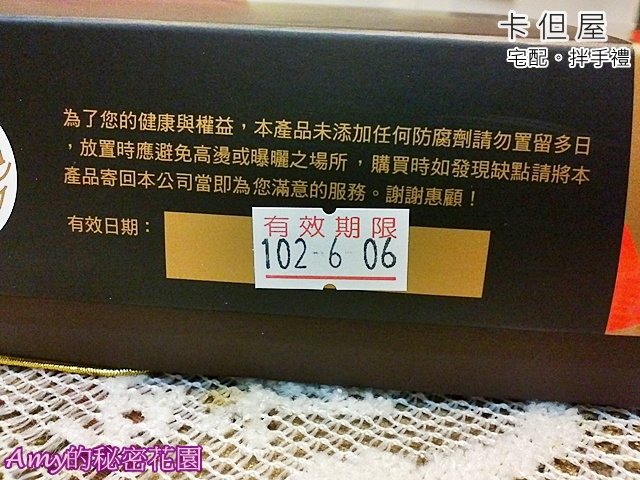 卡但屋
宅配・拌手禮
為了您的健康與權益，本產品未添加任何防腐劑請勿置留多日
，放置時應避免高燙或曝曬之場所，購買時如發現缺點請將本
產品寄回本公司當即為您滿意的服務。謝謝惠顧！
有效日期：
有效期限
102 6 06
Amy的秘密花園